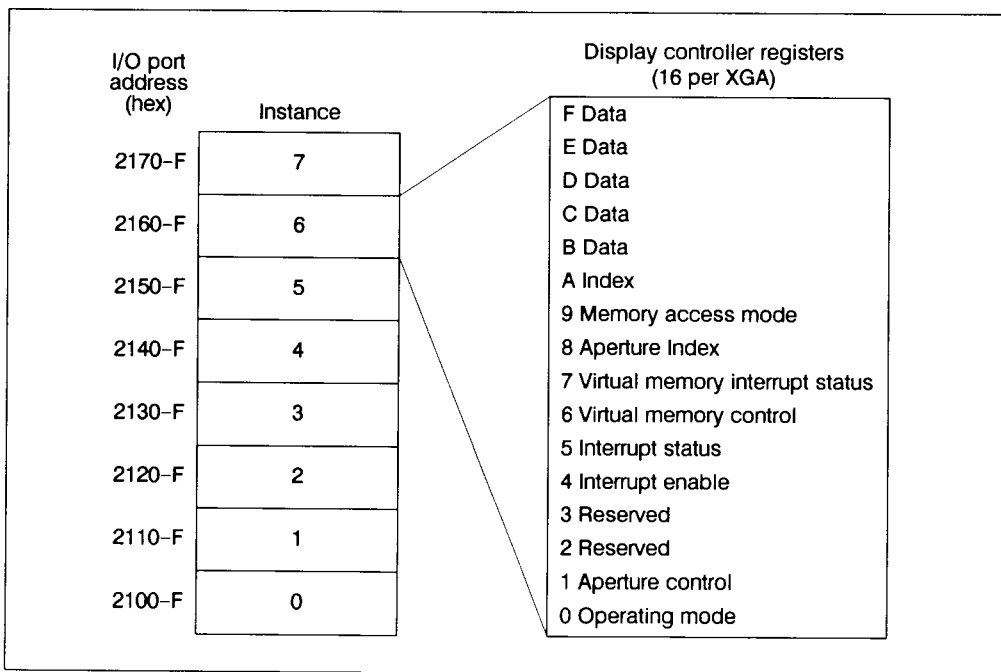 I/O port
address
(hex)
Instance
2170–F
7
2160–F
6
2150–F
5
2140–F
4
2130–F
3
2120–F
2
2110–F
1
2100–F
0
Display controller registers
(16 per XGA)
F Data
E Data
D Data
C Data
B Data
A Index
9 Memory access mode
8 Aperture Index
7 Virtual memory interrupt status
6 Virtual memory control
5 Interrupt status
4 Interrupt enable
3 Reserved
2 Reserved
1 Aperture control
0 Operating mode